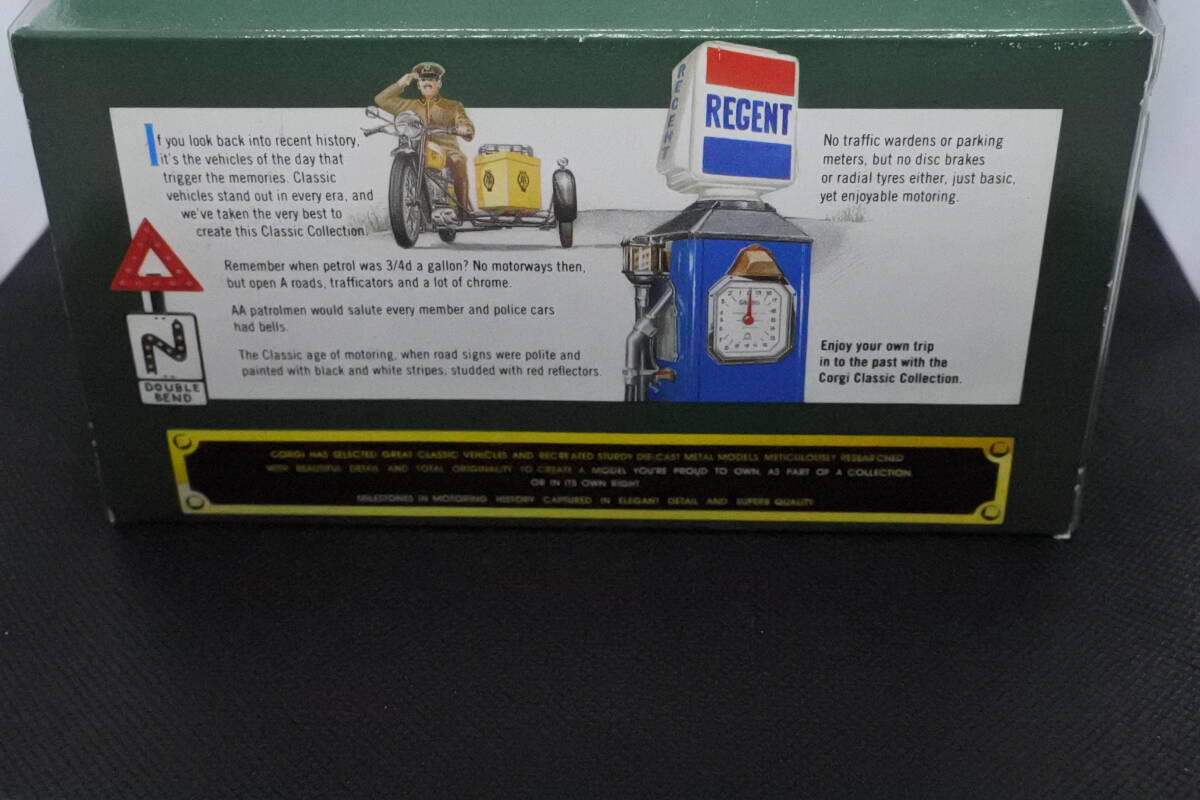 If you look back into recent history,
it's the vehicles of the day that
trigger the memories. Classic
vehicles stand out in every era, and
we've taken the very best to
create this Classic Collection.
Remember when petrol was 3/4d a gallon? No motorways then,
but open A roads, trafficators and a lot of chrome.
AA patrolmen would salute every member and police cars
had bells.
The Classic age of motoring, when road signs were polite and
painted with black and white stripes, studded with red reflectors.
DOUBLE
BEND
AA
AA
REGENT
REGENT
No traffic wardens or parking
meters, but no disc brakes
or radial tyres either, just basic,
yet enjoyable motoring.
Enjoy your own trip
in to the past with the
Corgi Classic Collection.
CORGI HAS SELECTED GREAT CLASSIC VEHICLES AND RECREATED STURDY DIE-CAST METAL MODELS, METICULOUSLY RESEARCHED
WITH BEAUTIFUL DETAIL AND TOTAL ORIGINALITY TO CREATE A MODEL YOU'RE PROUD TO OWN, AS PART OF A COLLECTION
OR IN ITS OWN RIGHT
MILESTONES IN MOTORING HISTORY CAPTURED IN ELEGANT DETAIL AND SUPERB QUALITY